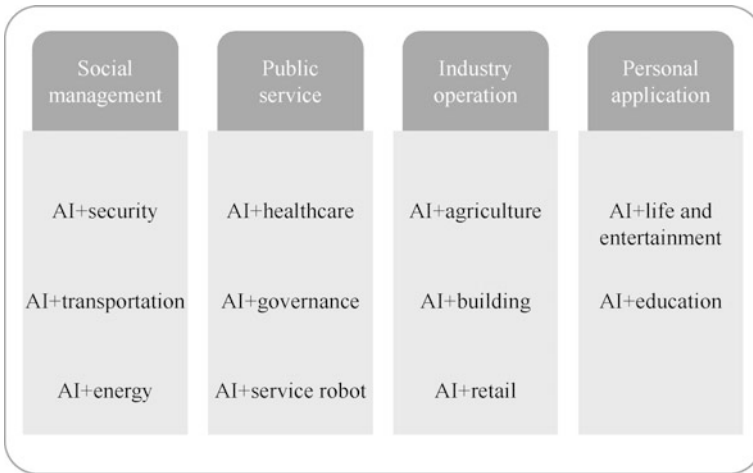 Social
management
AI+security
AI+transportation
AI+energy
Public
service
AI+healthcare
AI+governance
AI+service robot
Industry
operation
AI+agriculture
AI+building
AI+retail
Personal
application
AI+life and
entertainment
AI+education